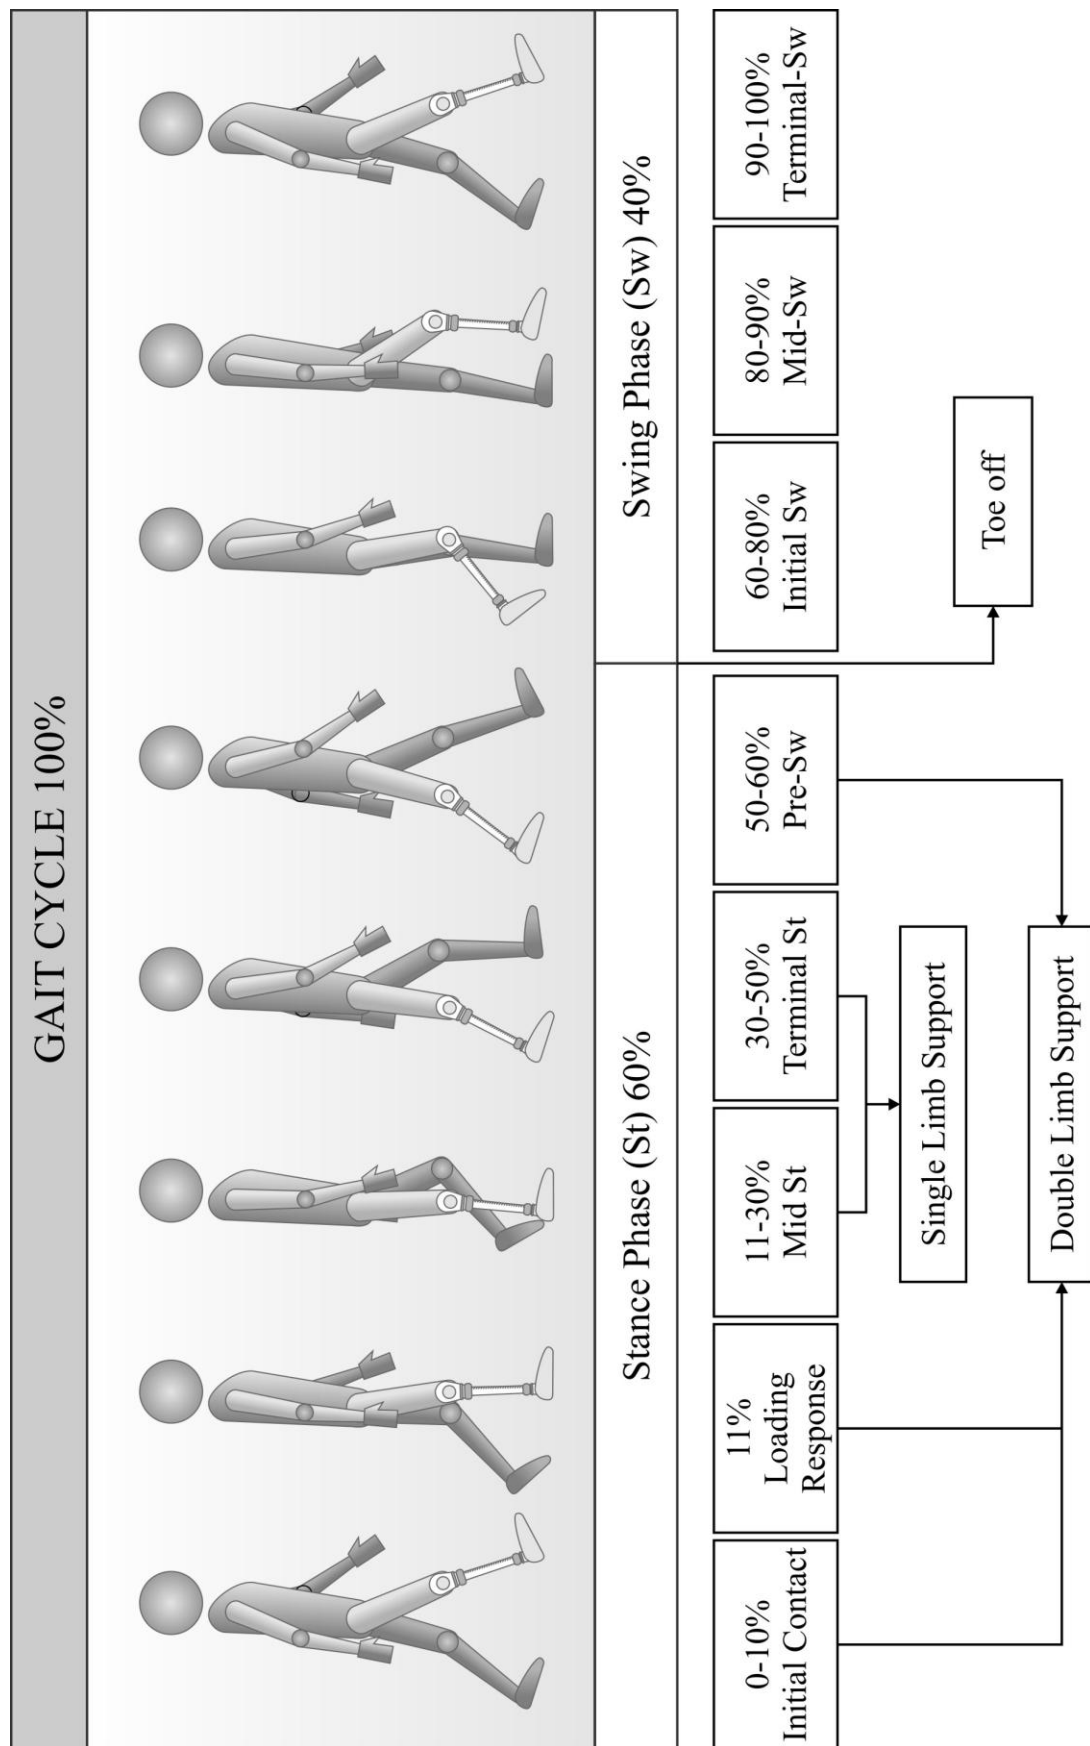 GAIT CYCLE 100%
Stance Phase (St) 60%
Swing Phase (Sw) 40%
0-10%
Initial Contact
11%
Loading
Response
11-30%
Mid St
30-50%
Terminal St
50-60%
Pre-Sw
60-80%
Initial Sw
80-90%
Mid-Sw
90-100%
Terminal-Sw
Single Limb Support
Toe off
Double Limb Support